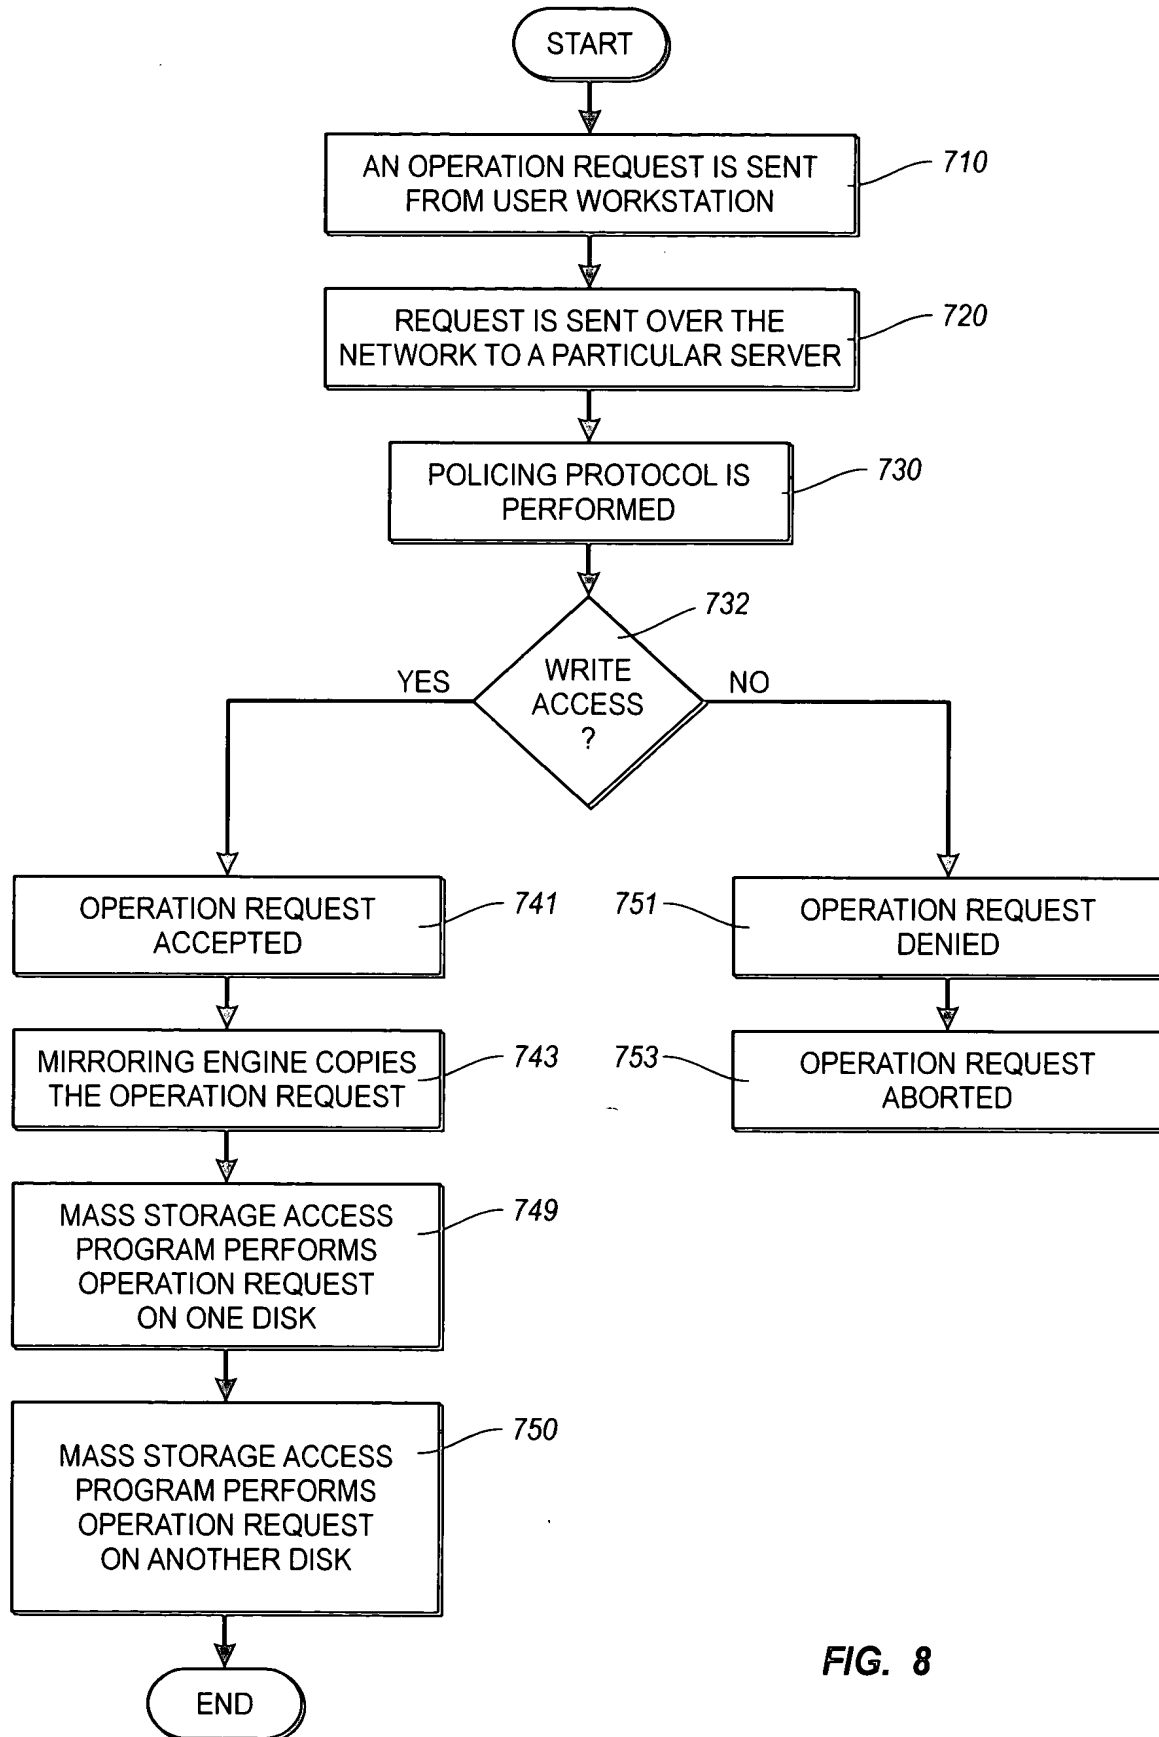 START
AN OPERATION REQUEST IS SENT
FROM USER WORKSTATION
710
REQUEST IS SENT OVER THE
NETWORK TO A PARTICULAR SERVER
720
POLICING PROTOCOL IS
PERFORMED
730
732
WRITE
ACCESS
?
YES
NO
OPERATION REQUEST
ACCEPTED
741
751
OPERATION REQUEST
DENIED
MIRRORING ENGINE COPIES
THE OPERATION REQUEST
743
753
OPERATION REQUEST
ABORTED
MASS STORAGE ACCESS
PROGRAM PERFORMS
OPERATION REQUEST
ON ONE DISK
749
MASS STORAGE ACCESS
PROGRAM PERFORMS
OPERATION REQUEST
ON ANOTHER DISK
750
END
FIG. 8